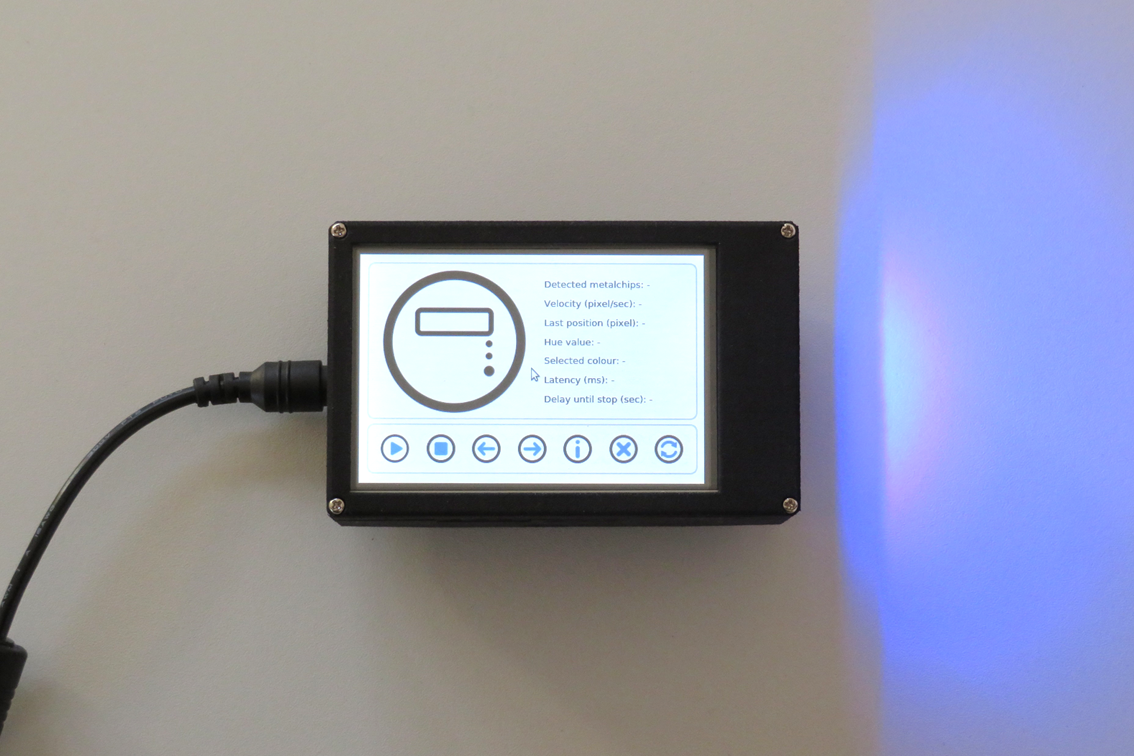 Detected metalchips: -
Velocity (pixel/sec): -
Last position (pixel): -
Hue value: -
Selected colour: -
Latency (ms): -
Delay until stop (sec): -